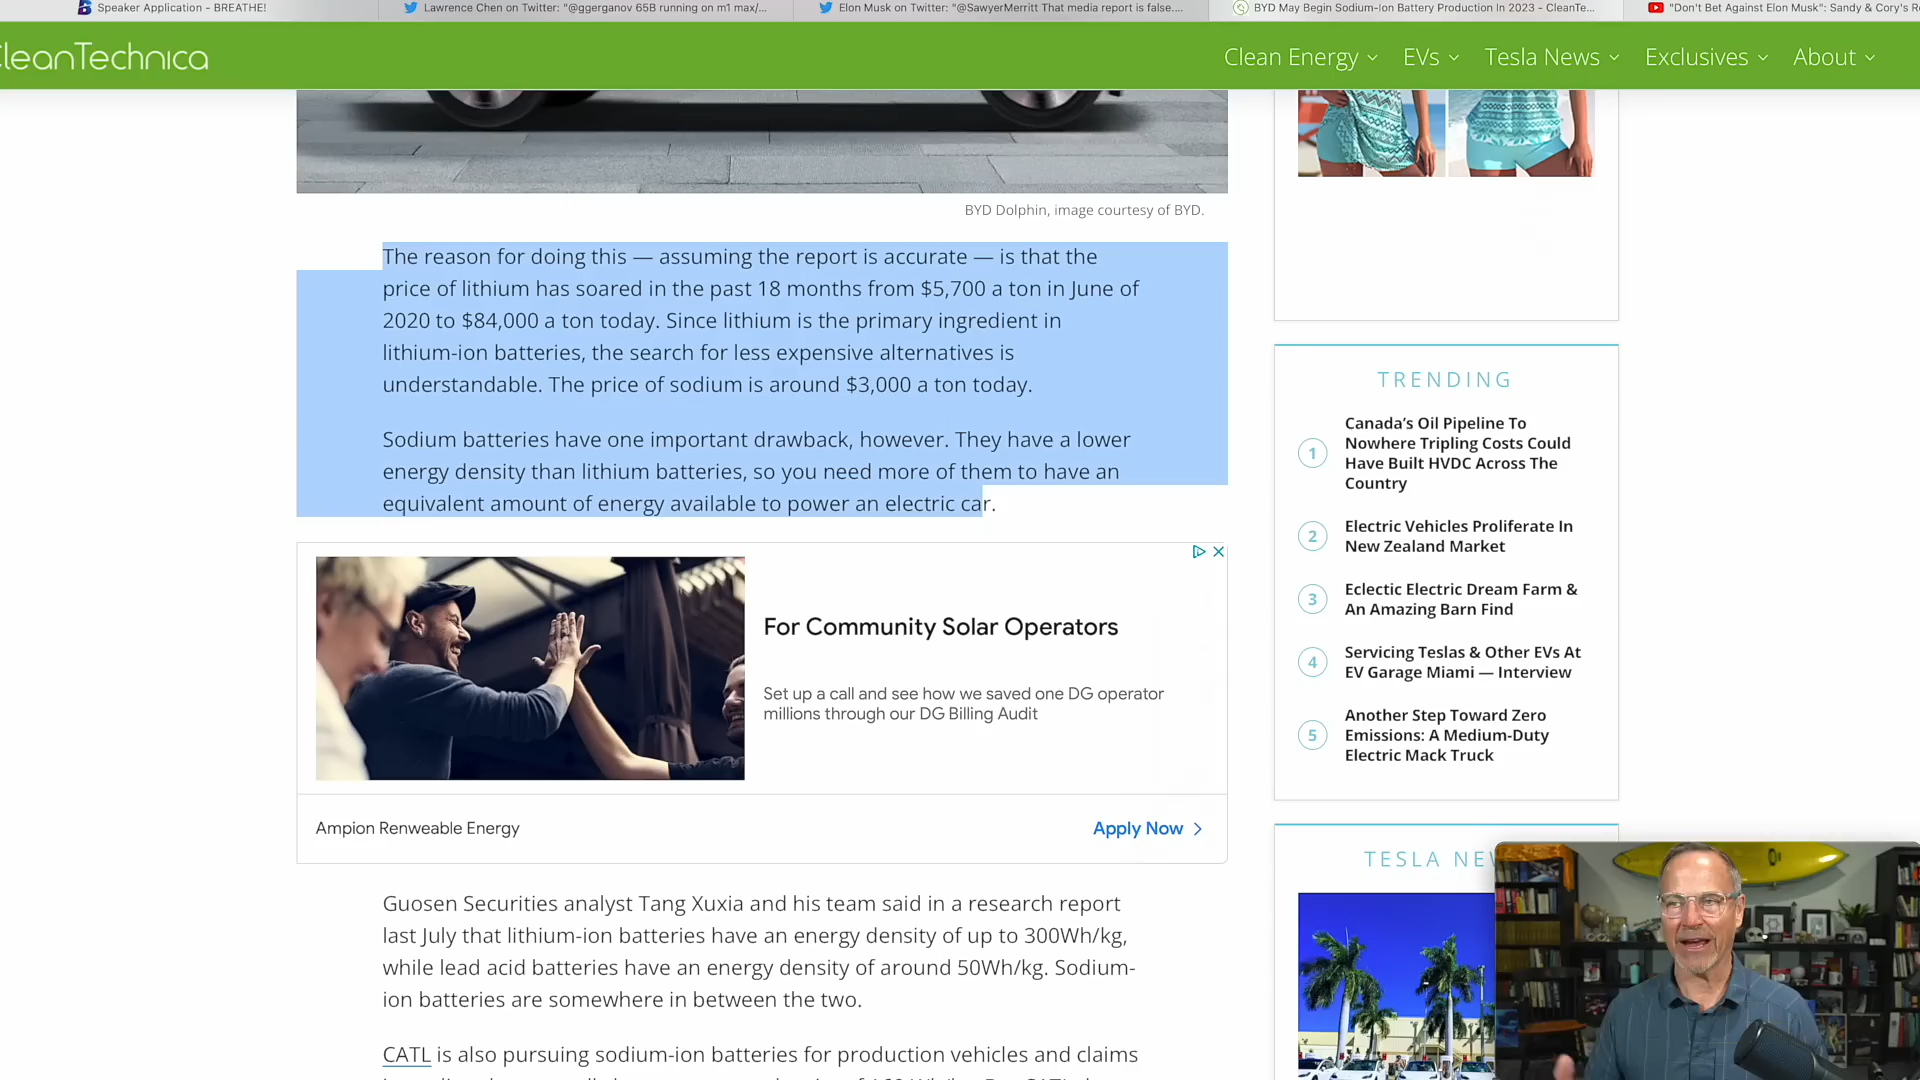 Speaker Application - BREATHE!
Lawrence Chen on Twitter: "@ggerganov 65B running on m1 max/...
Elon Musk on Twitter: "@SawyerMerritt That media report is false....
BYD May Begin Sodium-Ion Battery Production In 2023 - CleanTe...
"Don't Bet Against Elon Musk": Sandy & Cory's R
CleanTechnica
Clean Energy
EVs
Tesla News
Exclusives
About
BYD Dolphin, image courtesy of BYD.
The reason for doing this — assuming the report is accurate — is that the
price of lithium has soared in the past 18 months from $5,700 a ton in June of
2020 to $84,000 a ton today. Since lithium is the primary ingredient in
lithium-ion batteries, the search for less expensive alternatives is
understandable. The price of sodium is around $3,000 a ton today.
Sodium batteries have one important drawback, however. They have a lower
energy density than lithium batteries, so you need more of them to have an
equivalent amount of energy available to power an electric car.
For Community Solar Operators
Set up a call and see how we saved one DG operator
millions through our DG Billing Audit
Ampion Renweable Energy
Apply Now
Guosen Securities analyst Tang Xuxia and his team said in a research report
last July that lithium-ion batteries have an energy density of up to 300Wh/kg,
while lead acid batteries have an energy density of around 50Wh/kg. Sodium-
ion batteries are somewhere in between the two.
CATL is also pursuing sodium-ion batteries for production vehicles and claims
TRENDING
1
Canada's Oil Pipeline To
Nowhere Tripling Costs Could
Have Built HVDC Across The
Country
2
Electric Vehicles Proliferate In
New Zealand Market
3
Eclectic Electric Dream Farm &
An Amazing Barn Find
4
Servicing Teslas & Other EVs At
EV Garage Miami — Interview
5
Another Step Toward Zero
Emissions: A Medium-Duty
Electric Mack Truck
TESLA NE